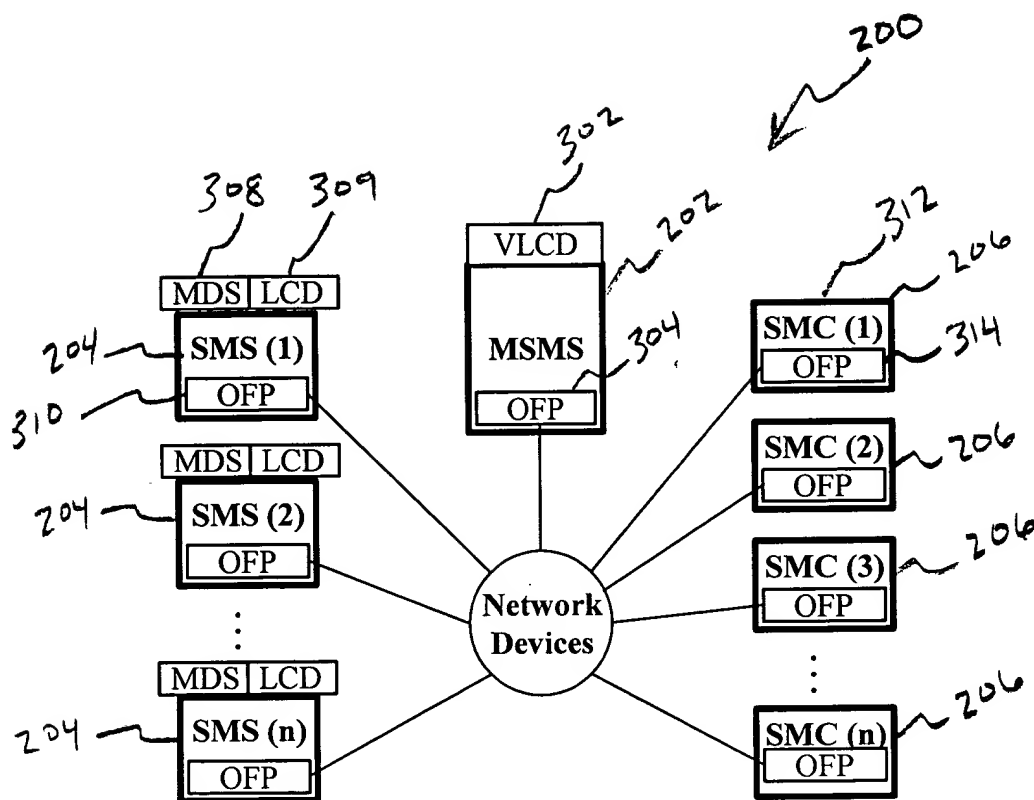 200
302
308 309
202
312
206
VLCD
MDS LCD
SMC (1)
204
SMS (1)
MSMS
304
314
OFP
OFP
OFP
310
SMC (2)
206
MDS LCD
OFP
204
SMS (2)
206
OFP
SMC (3)
Network
Devices
OFP
MDS LCD
206
204
SMS (n)
SMC (n)
OFP
OFP